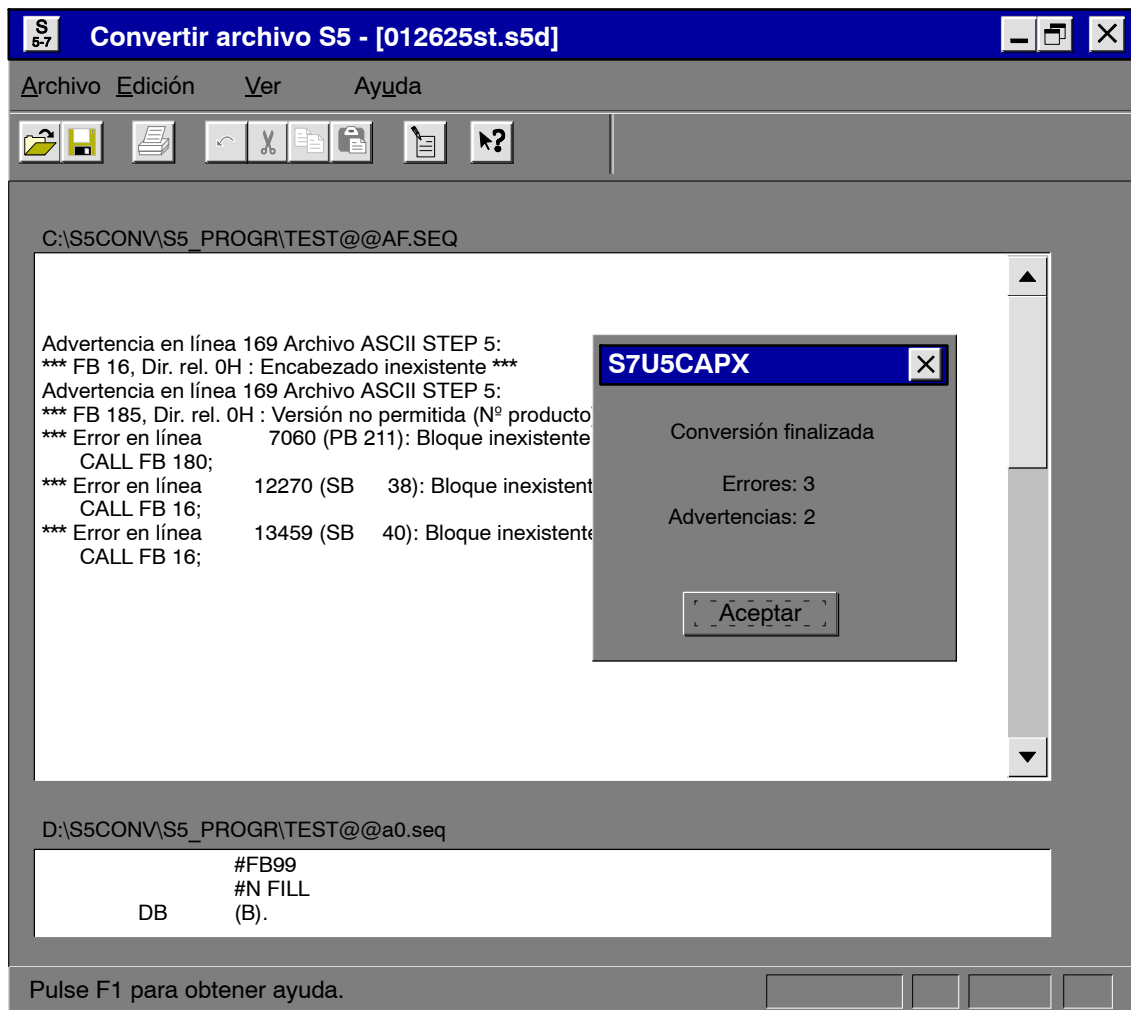 S
5-7
Convertir archivo S5 - [012625st.s5d]
Archivo Edición Ver Ayuda
C:\S5CONV\S5_PROGR\TEST@@AF.SEQ
Advertencia en línea 169 Archivo ASCII STEP 5:
*** FB 16, Dir. rel. 0H : Encabezado inexistente ***
Advertencia en línea 169 Archivo ASCII STEP 5:
*** FB 185, Dir. rel. 0H : Versión no permitida (Nº producto)
*** Error en línea 7060 (PB 211): Bloque inexistente
CALL FB 180;
*** Error en línea 12270 (SB 38): Bloque inexistent
CALL FB 16;
*** Error en línea 13459 (SB 40): Bloque inexistente
CALL FB 16;
S7U5CAPX
Conversión finalizada
Errores: 3
Advertencias: 2
Aceptar
D:\S5CONV\S5_PROGR\TEST@@a0.seq
#FB99
#N FILL
DB (B).
Pulse F1 para obtener ayuda.